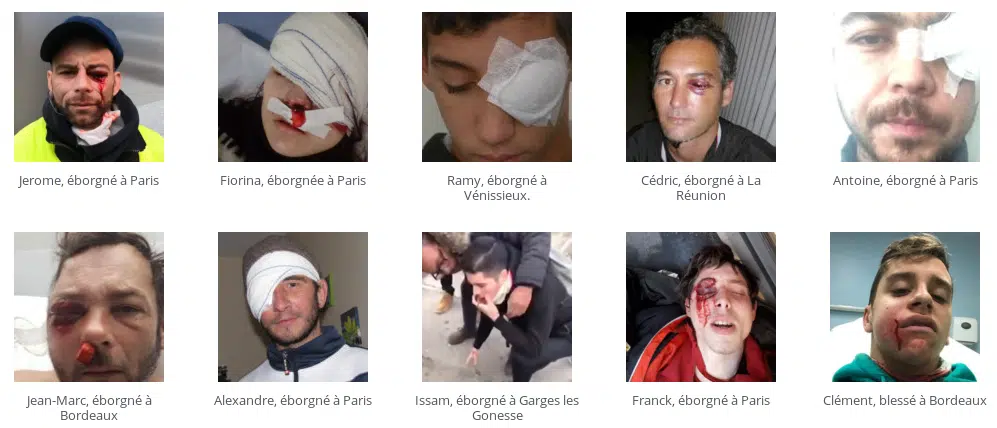 Jerome, éborgné à Paris
Fiorina, éborgnée à Paris
Ramy, éborgné à
Vénissieux.
Cédric, éborgné à La
Réunion
Antoine, éborgné à Paris
Jean-Marc, éborgné à
Bordeaux
Alexandre, éborgné à Paris
Issam, éborgné à Garges les
Gonesse
Franck, éborgné à Paris
Clément, blessé à Bordeaux